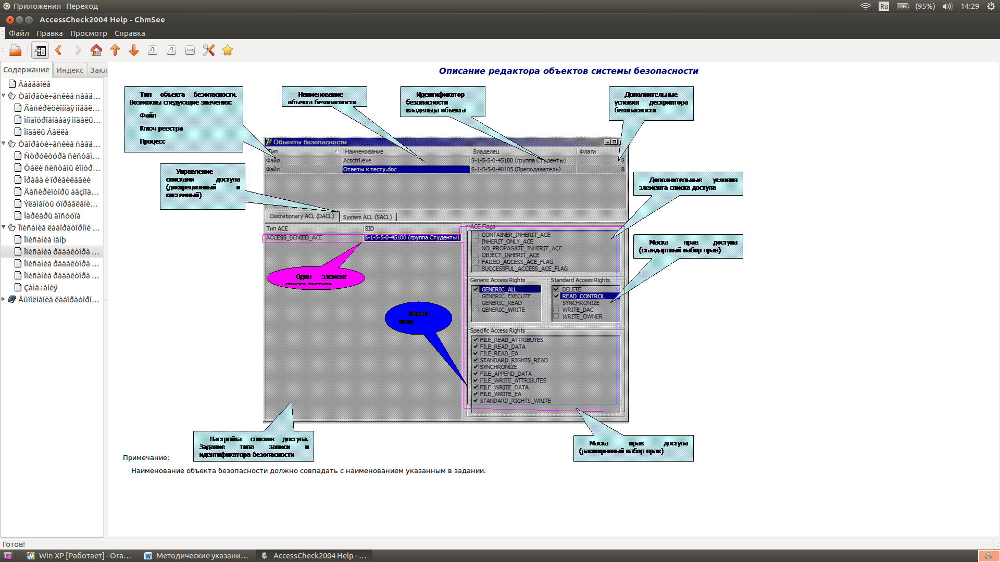 Приложения Переход
Ru (95%) 14:29
AccessCheck2004 Help - ChmSee
Файл Правка Просмотр Справка
Содержание Индекс Закл
Ââåäåíèå
Òåîðåòè÷åñêèå ñâåä...
Äèñêðåöèîííàÿ ìîäåë...
Ìàíäàòíàÿ ìîäåëü...
Ìîäåëü Áåëëà
Òåîðåòè÷åñêèå ñâåä...
Ñòðóêòóðà ñèñòåì...
Öåëè ñèñòåìû êîíòð...
Ïðàâà è ïðèâèëåãèè
Äåñêðèïòîðû áåçîïà...
Ýëåìåíòû óïðàâëåíè...
Ìàðêåðû äîñòóïà
Îïèñàíèå ëàáîðàòîðíîé ...
Îïèñàíèå ìåíþ
Îïèñàíèå ðåäàêòîðà ...
Îïèñàíèå ðåäàêòîðà ...
Îïèñàíèå ðåäàêòîðà ...
Çàìå÷àíèÿ
Âûïîëíåíèå ëàáîðàòîðí...
Описание редактора объектов системы безопасности
Тип объекта безопасности.
Возможны следующие значения:
Файл
Ключ реестра
Процесс
Наименование
объекта безопасности
Идентификатор
безопасности
владельца объекта
Дополнительные
условия дескриптора
безопасности
Объекты безопасности
Тип Наименование Владелец Флаги
Файл Acsctrl.exe S-1-5-5-0-45100 (группа Студенты) 8
Файл Ответы к тесту.doc S-1-5-5-0-40105 (Преподаватель) 8
Управление
списками доступа
(дискреционный и
системный)
Дополнительные условия
элемента списка доступа
Discretionary ACL (DACL) System ACL (SACL)
Тип ACE SID
ACCESS_DENIED_ACE S-1-5-5-0-45100 (группа Студенты)
ACE Flags
CONTAINER_INHERIT_ACE
INHERIT_ONLY_ACE
NO_PROPAGATE_INHERIT_ACE
OBJECT_INHERIT_ACE
FAILED_ACCESS_ACE_FLAG
SUCCESSFUL_ACCESS_ACE_FLAG
Маска прав доступа
(стандартный набор прав)
Один элемент
списка доступа
Generic Access Rights
GENERIC_ALL
GENERIC_EXECUTE
GENERIC_READ
GENERIC_WRITE
Standard Access Rights
DELETE
READ_CONTROL
SYNCHRONIZE
WRITE_DAC
WRITE_OWNER
Маска
прав
Specific Access Rights
FILE_READ_ATTRIBUTES
FILE_READ_DATA
FILE_READ_EA
STANDARD_RIGHTS_READ
SYNCHRONIZE
FILE_APPEND_DATA
FILE_WRITE_ATTRIBUTES
FILE_WRITE_DATA
FILE_WRITE_EA
STANDARD_RIGHTS_WRITE
Настройка списков доступа.
Задание типа записи и
идентификатора безопасности
Маска прав доступа
(расширенный набор прав)
Примечание:
Наименование объекта безопасности должно совпадать с наименованием указанным в задании.
Готов!
Win XP [Работает] - Ora... Методические указани... AccessCheck2004 Help - ...